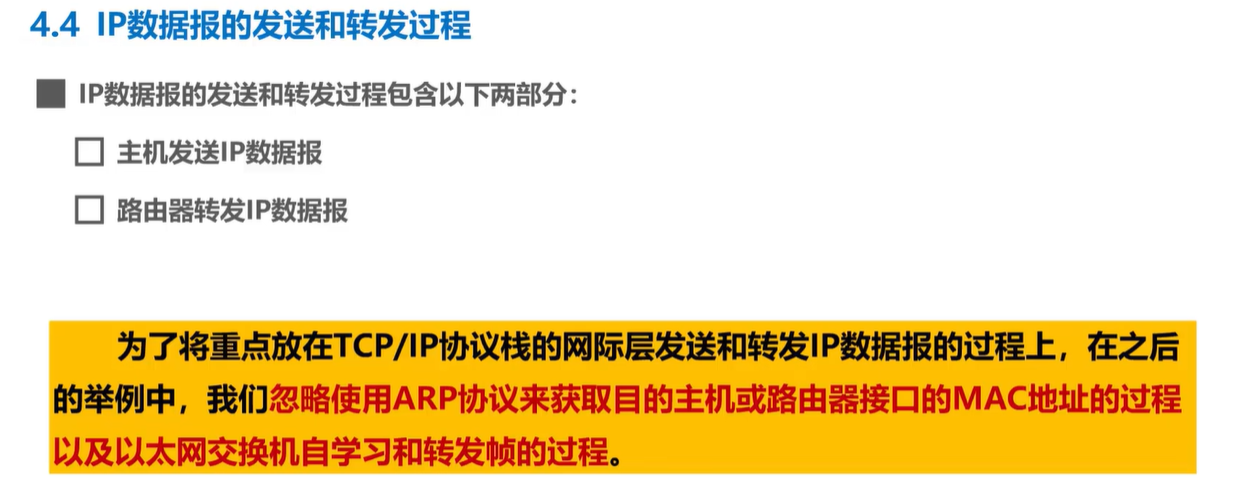 4.4 IP数据报的发送和转发过程
IP数据报的发送和转发过程包含以下两部分：
主机发送IP数据报
路由器转发IP数据报
为了将重点放在TCP/IP协议栈的网际层发送和转发IP数据报的过程上，在之后
的举例中，我们忽略使用ARP协议来获取目的主机或路由器接口的MAC地址的过程
以及以太网交换机自学习和转发帧的过程。